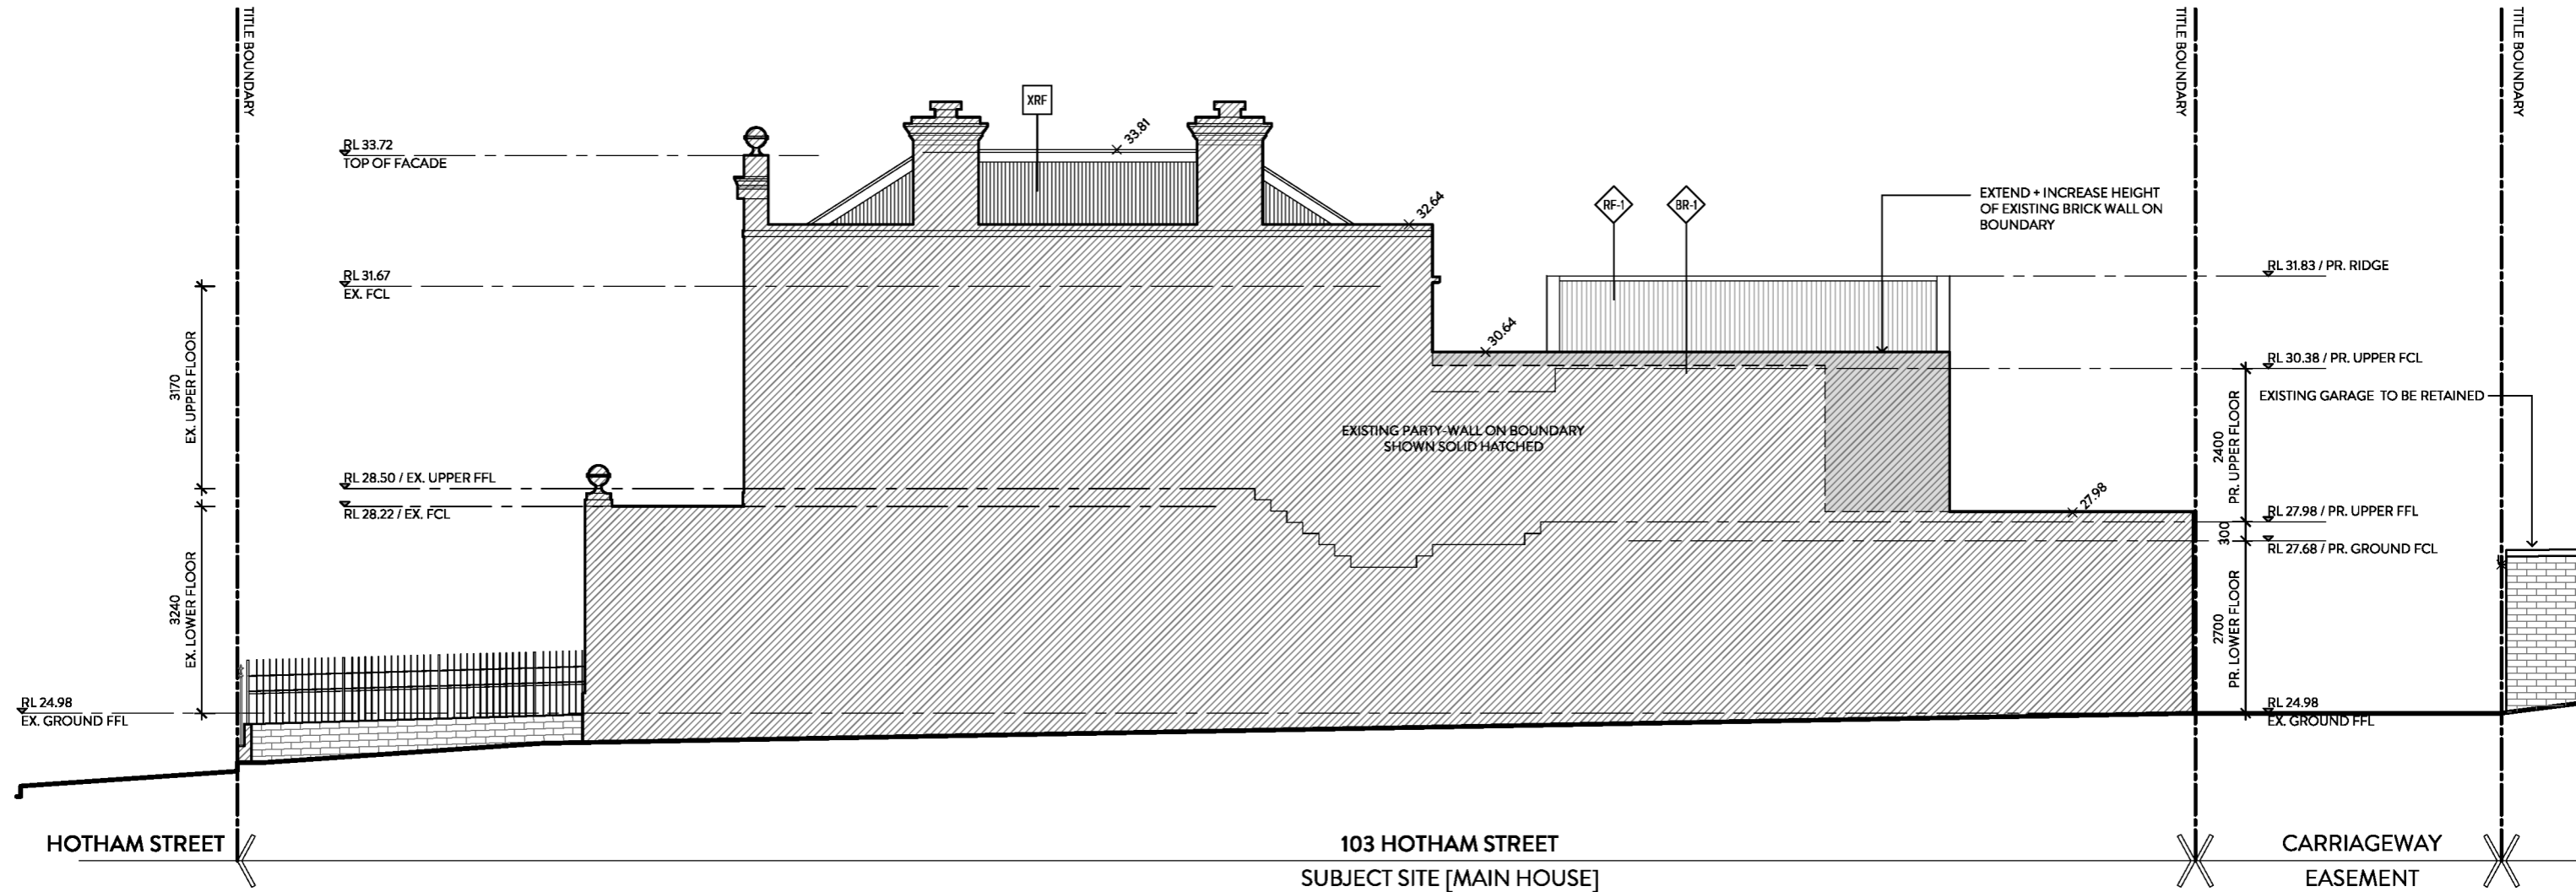 TITLE BOUNDARY
TITLE BOUNDARY
TITLE BOUNDARY
XRF
33.81
RL 33.72
TOP OF FACADE
32.64
RF-1
BR-1
EXTEND + INCREASE HEIGHT
OF EXISTING BRICK WALL ON
BOUNDARY
RL 31.67
EX. FCL
RL 31.83 / PR. RIDGE
30.64
RL 30.38 / PR. UPPER FCL
3170
EX. UPPER FLOOR
EXISTING GARAGE TO BE RETAINED
EXISTING PARTY-WALL ON BOUNDARY
SHOWN SOLID HATCHED
2400
PR. UPPER FLOOR
RL 28.50 / EX. UPPER FFL
RL 28.22 / EX. FCL
27.98
RL 27.98 / PR. UPPER FFL
300
RL 27.68 / PR. GROUND FCL
3240
EX. LOWER FLOOR
2700
PR. LOWER FLOOR
RL 24.98
EX. GROUND FFL
RL 24.98
EX. GROUND FFL
HOTHAM STREET
103 HOTHAM STREET
SUBJECT SITE [MAIN HOUSE]
CARRIAGEWAY
EASEMENT